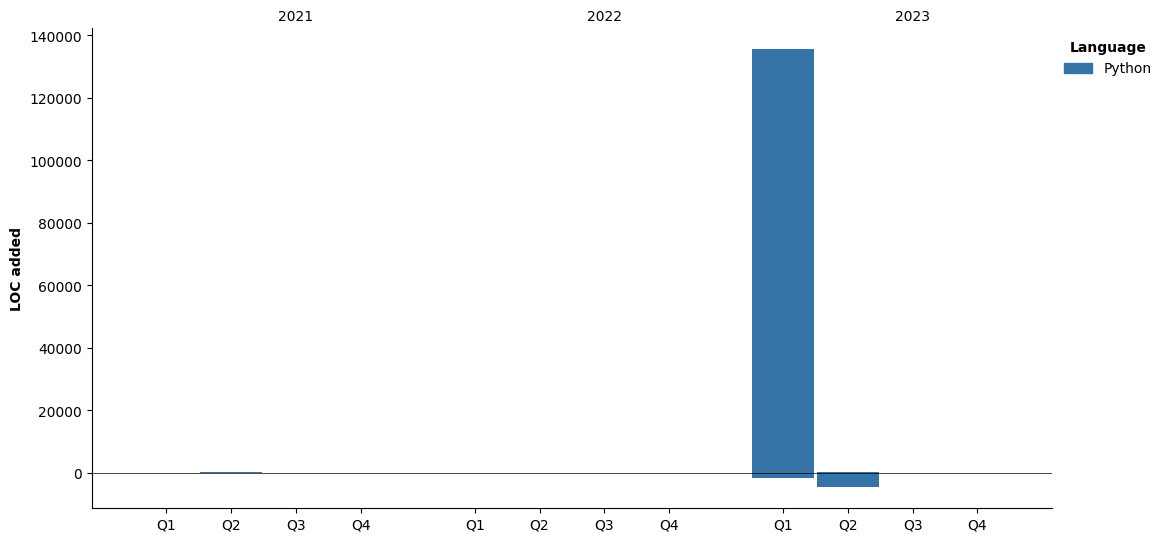 2021 2022 2023
Language
Python
LOC added
140000
120000
100000
80000
60000
40000
20000
0
Q1 Q2 Q3 Q4 Q1 Q2 Q3 Q4 Q1 Q2 Q3 Q4